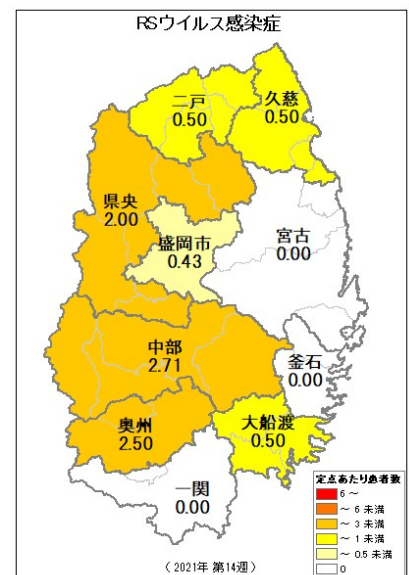 RSウイルス感染症
二戸
0.50
久慈
0.50
県央
2.00
盛岡市
0.43
宮古
0.00
中部
2.71
釜石
0.00
奥州
2.50
大船渡
0.50
一関
0.00
定点あたり患者数
6 ～
～ 6 未満
～ 3 未満
～ 1 未満
～ 0.5 未満
0
（ 2021年 第14週 ）